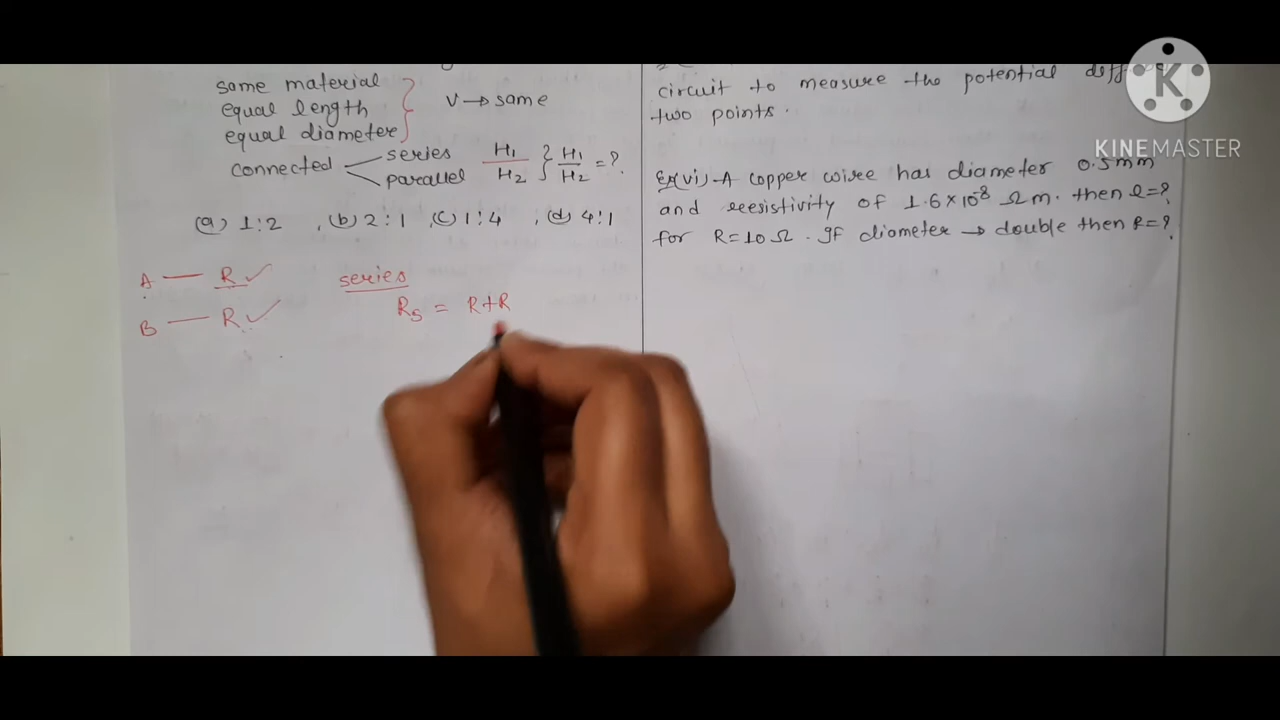 same material
equal length
equal diameter
V → same
connected
series
parallel
H₁
H₂
H₁
H₂
= ?
(a) 1:2 , (b) 2:1 , (c) 1:4 , (d) 4:1
A — R ✓
B — R ✓
series
Rs = R+R
circuit to measure the potential
two points.
Ex(vi) - A copper wire has diameter 0.5mm
and reesistivity of 1.6×10⁻⁸ Ωm. then l=?
for R=10Ω. If diameter → double then R=?
K
KINEMASTER